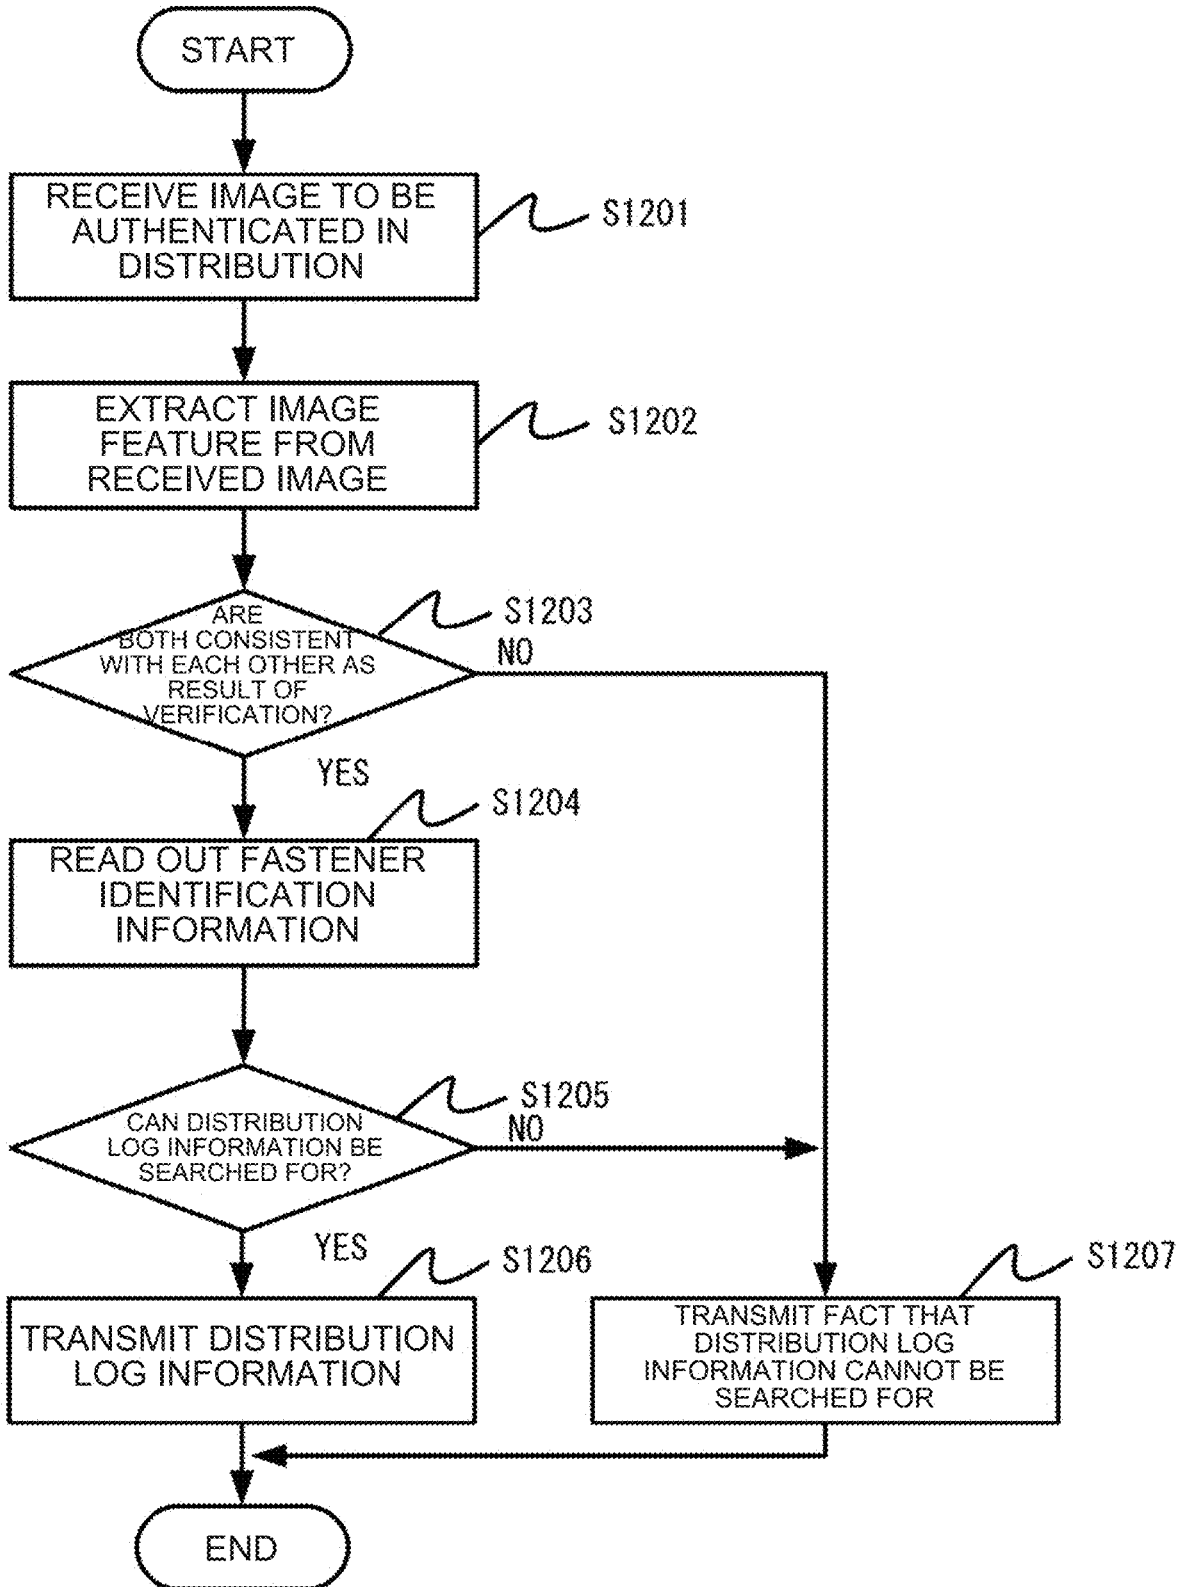 START
RECEIVE IMAGE TO BE
AUTHENTICATED IN
DISTRIBUTION
S1201
EXTRACT IMAGE
FEATURE FROM
RECEIVED IMAGE
S1202
ARE
BOTH CONSISTENT
WITH EACH OTHER AS
RESULT OF
VERIFICATION?
S1203
NO
YES
S1204
READ OUT FASTENER
IDENTIFICATION
INFORMATION
CAN DISTRIBUTION
LOG INFORMATION BE
SEARCHED FOR?
S1205
NO
YES
S1206
TRANSMIT DISTRIBUTION
LOG INFORMATION
S1207
TRANSMIT FACT THAT
DISTRIBUTION LOG
INFORMATION CANNOT BE
SEARCHED FOR
END